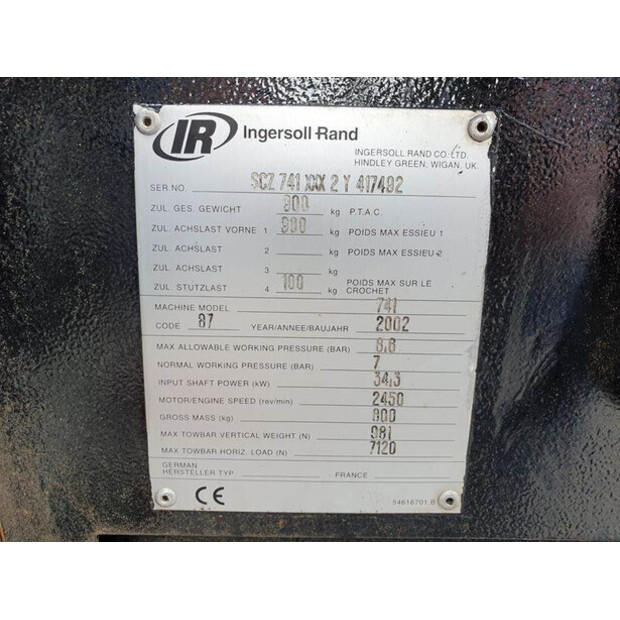 IR Ingersoll-Rand
INGERSOLL RAND CO. LTD.
HINDLEY GREEN, WIGAN, UK.
SER.NO. SCZ 741 XXX 2 Y 417492
ZUL. GES. GEWICHT 900 kg P.T.A.C.
ZUL. ACHSLAST VORNE 1 900 kg POIDS MAX ESSIEU 1
ZUL. ACHSLAST 2 kg POIDS MAX ESSIEU 2
ZUL. ACHSLAST 3 kg
ZUL. STUTZLAST 4 100 kg POIDS MAX SUR LE CROCHET
MACHINE MODEL 741
CODE 87 YEAR/ANNEE/BAUJAHR 2002
MAX ALLOWABLE WORKING PRESSURE (BAR) 8.6
NORMAL WORKING PRESSURE (BAR) 7
INPUT SHAFT POWER (kW) 34.3
MOTOR/ENGINE SPEED (rev/min) 2450
GROSS MASS (kg)
MAX TOWBAR VERTICAL WEIGHT (N) 981
MAX TOWBAR HORIZ. LOAD (N) 7120
GERMAN
HERSTELLER TYP FRANCE
CE 54616701 B